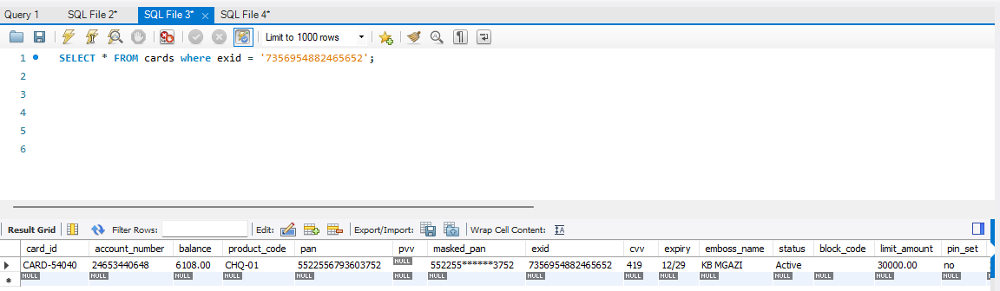 Query 1 SQL File 2* SQL File 3* SQL File 4*
Limit to 1000 rows
1 SELECT * FROM cards where exid = '7356954882465652';
2
3
4
5
6
Result Grid Filter Rows: Edit: Export/Import: Wrap Cell Content:
card_id account_number balance product_code pan pvv masked_pan exid cvv expiry emboss_name status block_code limit_amount pin_set
CARD-54040 24653440648 6108.00 CHQ-01 5522556793603752 NULL 552255******3752 7356954882465652 419 12/29 KB MGAZI Active NULL 30000.00 no
NULL NULL NULL NULL NULL NULL NULL NULL NULL NULL NULL NULL NULL NULL NULL